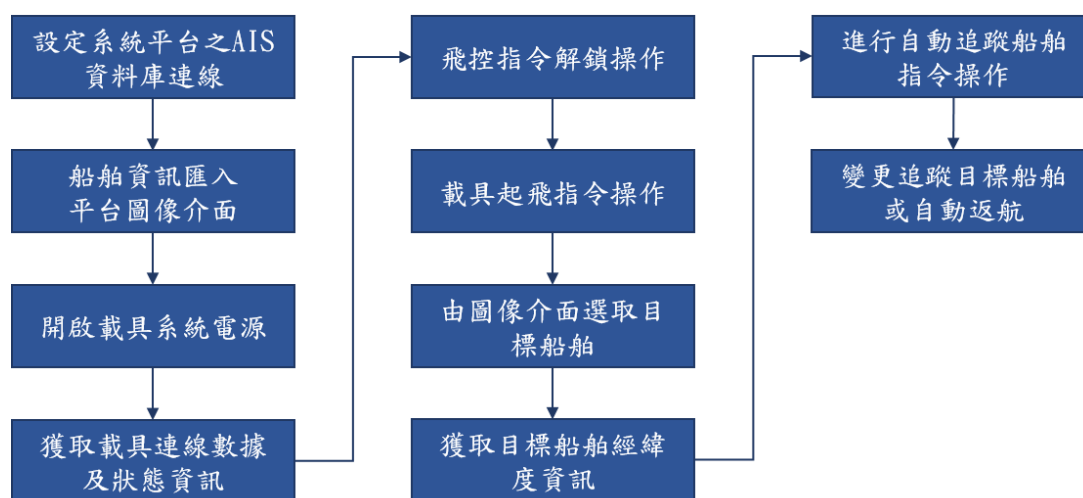 設定系統平台之AIS
資料庫連線
船舶資訊匯入
平台圖像介面
開啟載具系統電源
獲取載具連線數據
及狀態資訊
飛控指令解鎖操作
載具起飛指令操作
由圖像介面選取目
標船舶
獲取目標船舶經緯
度資訊
進行自動追蹤船舶
指令操作
變更追蹤目標船舶
或自動返航